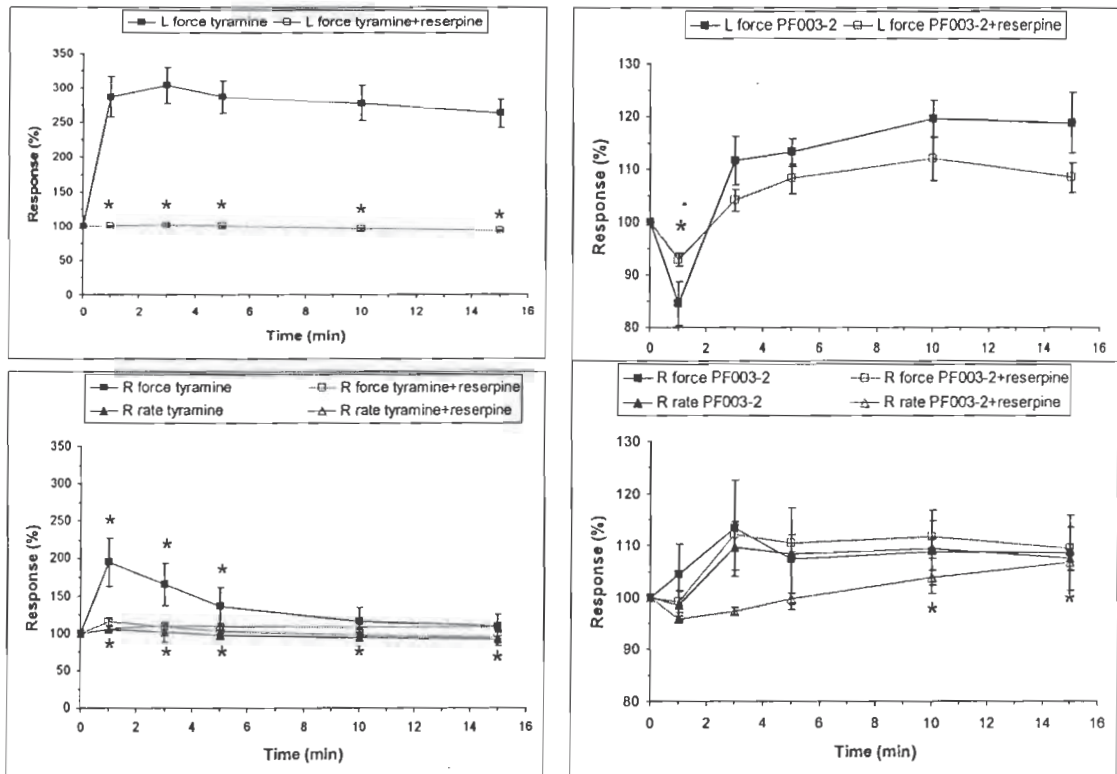 L force tyramine L force tyramine+reserpine
350
300
250
200
150
100
50
0
Response (%)
* * * * *
0 2 4 6 8 10 12 14 16
Time (min)
L force PF003-2 L force PF003-2+reserpine
130
120
110
100
90
80
Response (%)
*
0 2 4 6 8 10 12 14 16
Time (min)
R force tyramine R force tyramine+reserpine
R rate tyramine R rate tyramine+reserpine
350
300
250
200
150
100
50
0
Response (%)
* * *
* * * * *
0 2 4 6 8 10 12 14 16
Time (min)
R force PF003-2 R force PF003-2+reserpine
R rate PF003-2 R rate PF003-2+reserpine
130
120
110
100
90
80
Response (%)
* *
0 2 4 6 8 10 12 14 16
Time (min)